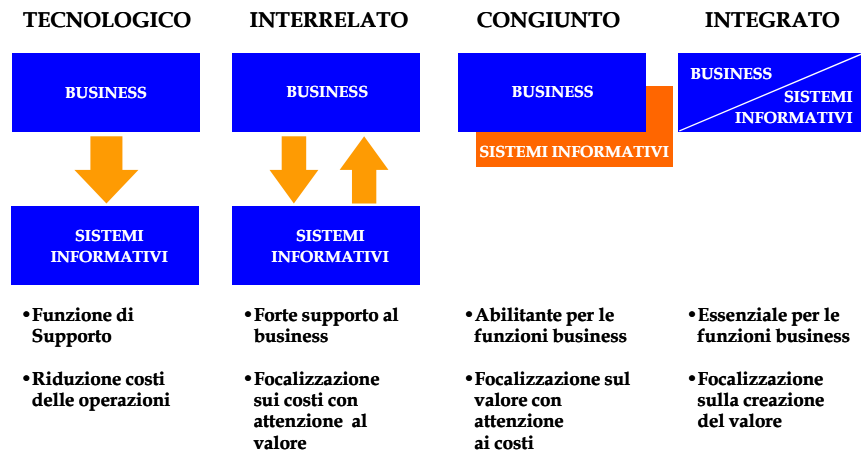 TECNOLOGICO
BUSINESS
SISTEMI
INFORMATIVI
•Funzione di
Supporto
•Riduzione costi
delle operazioni
INTERRELATO
BUSINESS
SISTEMI
INFORMATIVI
•Forte supporto al
business
•Focalizzazione
sui costi con
attenzione al
valore
CONGIUNTO
BUSINESS
SISTEMI INFORMATIVI
•Abilitante per le
funzioni business
•Focalizzazione sul
valore con
attenzione
ai costi
INTEGRATO
BUSINESS
SISTEMI
INFORMATIVI
•Essenziale per le
funzioni business
•Focalizzazione
sulla creazione
del valore